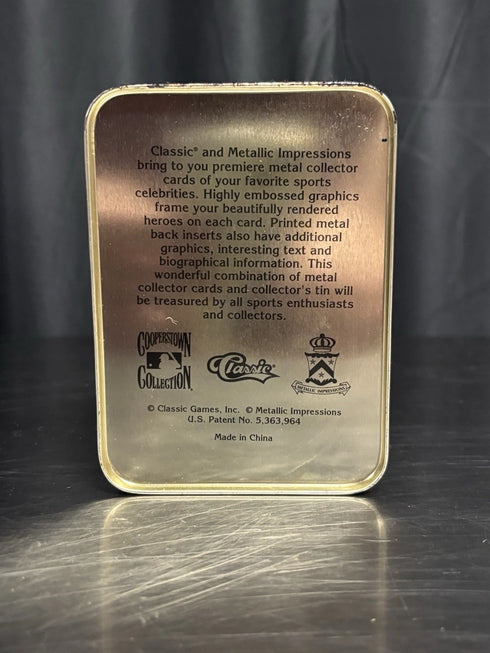 Classic® and Metallic Impressions
bring to you premiere metal collector
cards of your favorite sports
celebrities. Highly embossed graphics
frame your beautifully rendered
heroes on each card. Printed metal
back inserts also have additional
graphics, interesting text and
biographical information. This
wonderful combination of metal
collector cards and collector's tin will
be treasured by all sports enthusiasts
and collectors.
COOPERSTOWN
COLLECTION
Classic
METALLIC IMPRESSIONS
© Classic Games, Inc. © Metallic Impressions
U.S. Patent No. 5,363,964
Made in China